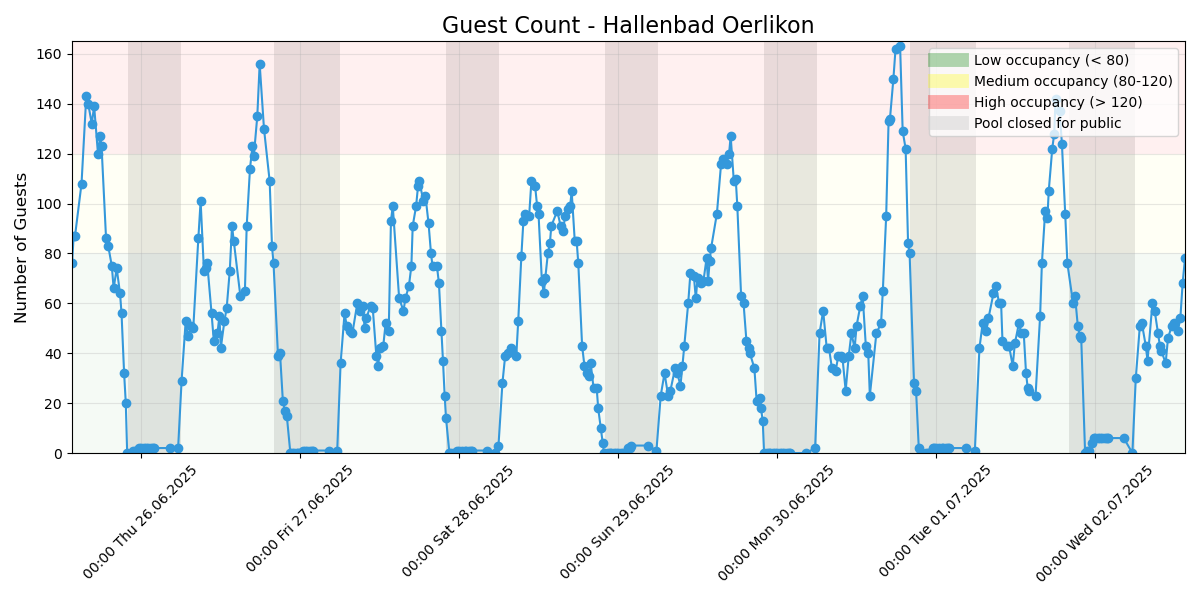 Guest Count - Hallenbad Oerlikon
Number of Guests
160
140
120
100
80
60
40
20
0
Low occupancy (< 80)
Medium occupancy (80-120)
High occupancy (> 120)
Pool closed for public
00:00 Thu 26.06.2025
00:00 Fri 27.06.2025
00:00 Sat 28.06.2025
00:00 Sun 29.06.2025
00:00 Mon 30.06.2025
00:00 Tue 01.07.2025
00:00 Wed 02.07.2025